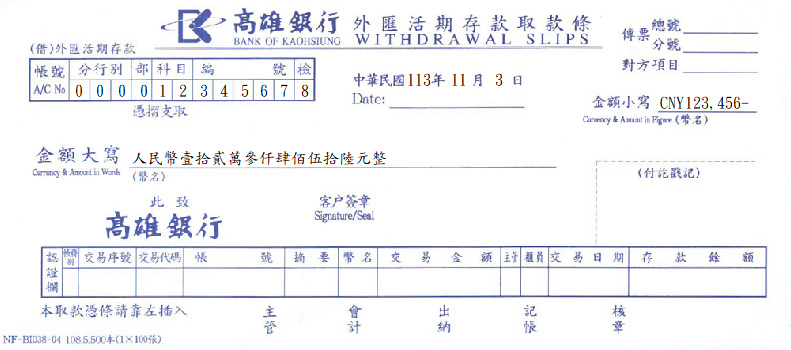 高雄銀行 外匯活期存款取款條
BANK OF KAOHSIUNG WITHDRAWAL SLIPS
傳票 總號
分號
對方項目
(借)外匯活期存款
帳號 分行別 部 科目 編 號 檢
A/C No 0 0 0 0 1 2 3 4 5 6 7 8
憑摺支取
中華民國113年 11 月 3 日
Date:
金額小寫 CNY123,456-
Currency & Amount in Figure (幣名)
金額大寫 人民幣壹拾貳萬參仟肆佰伍拾陸元整
Currency & Amount in Words (幣名)
(付訖戳記)
此 致
高雄銀行
客户簽章
Signature/Seal
認證欄 帳務別 交易序號 交易代碼 帳 號 摘 要 幣 名 交 易 金 額 主管 櫃員 交 易 日 期 存 款 餘 額
本取款憑條請靠左插入 主管 會計 出納 記帳 核章
NF-BI038-04 108.5.500本(1×100張)